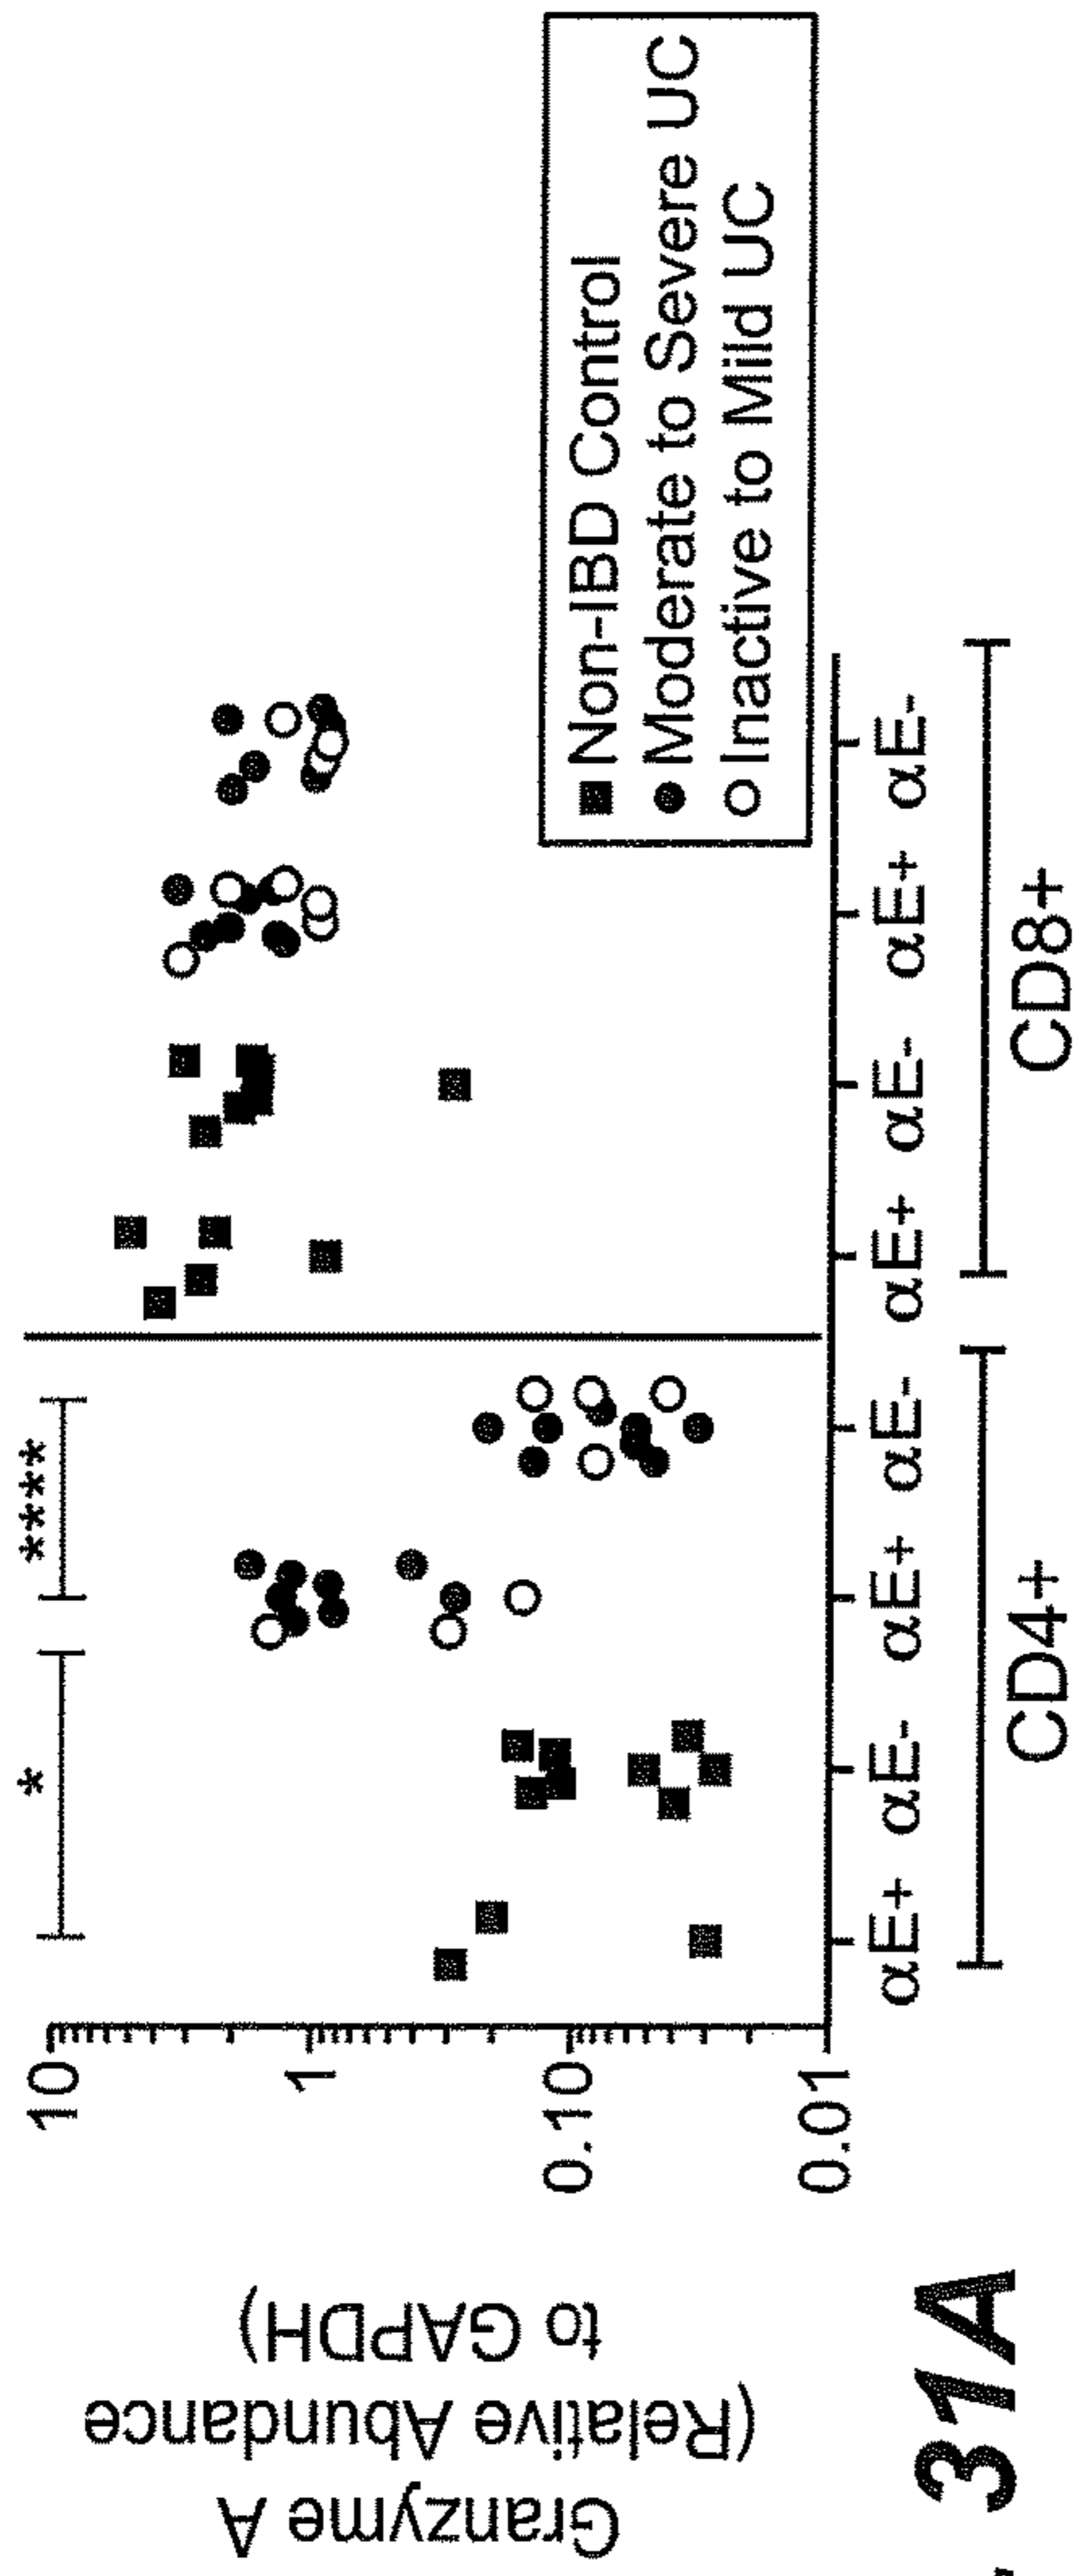 Granzyme A
(Relative Abundance
to GAPDH)
10
1
0.10
0.01
*
****
αE+ αE- αE+ αE- αE+ αE- αE+ αE-
CD4+ CD8+
Non-IBD Control
Moderate to Severe UC
Inactive to Mild UC
31A